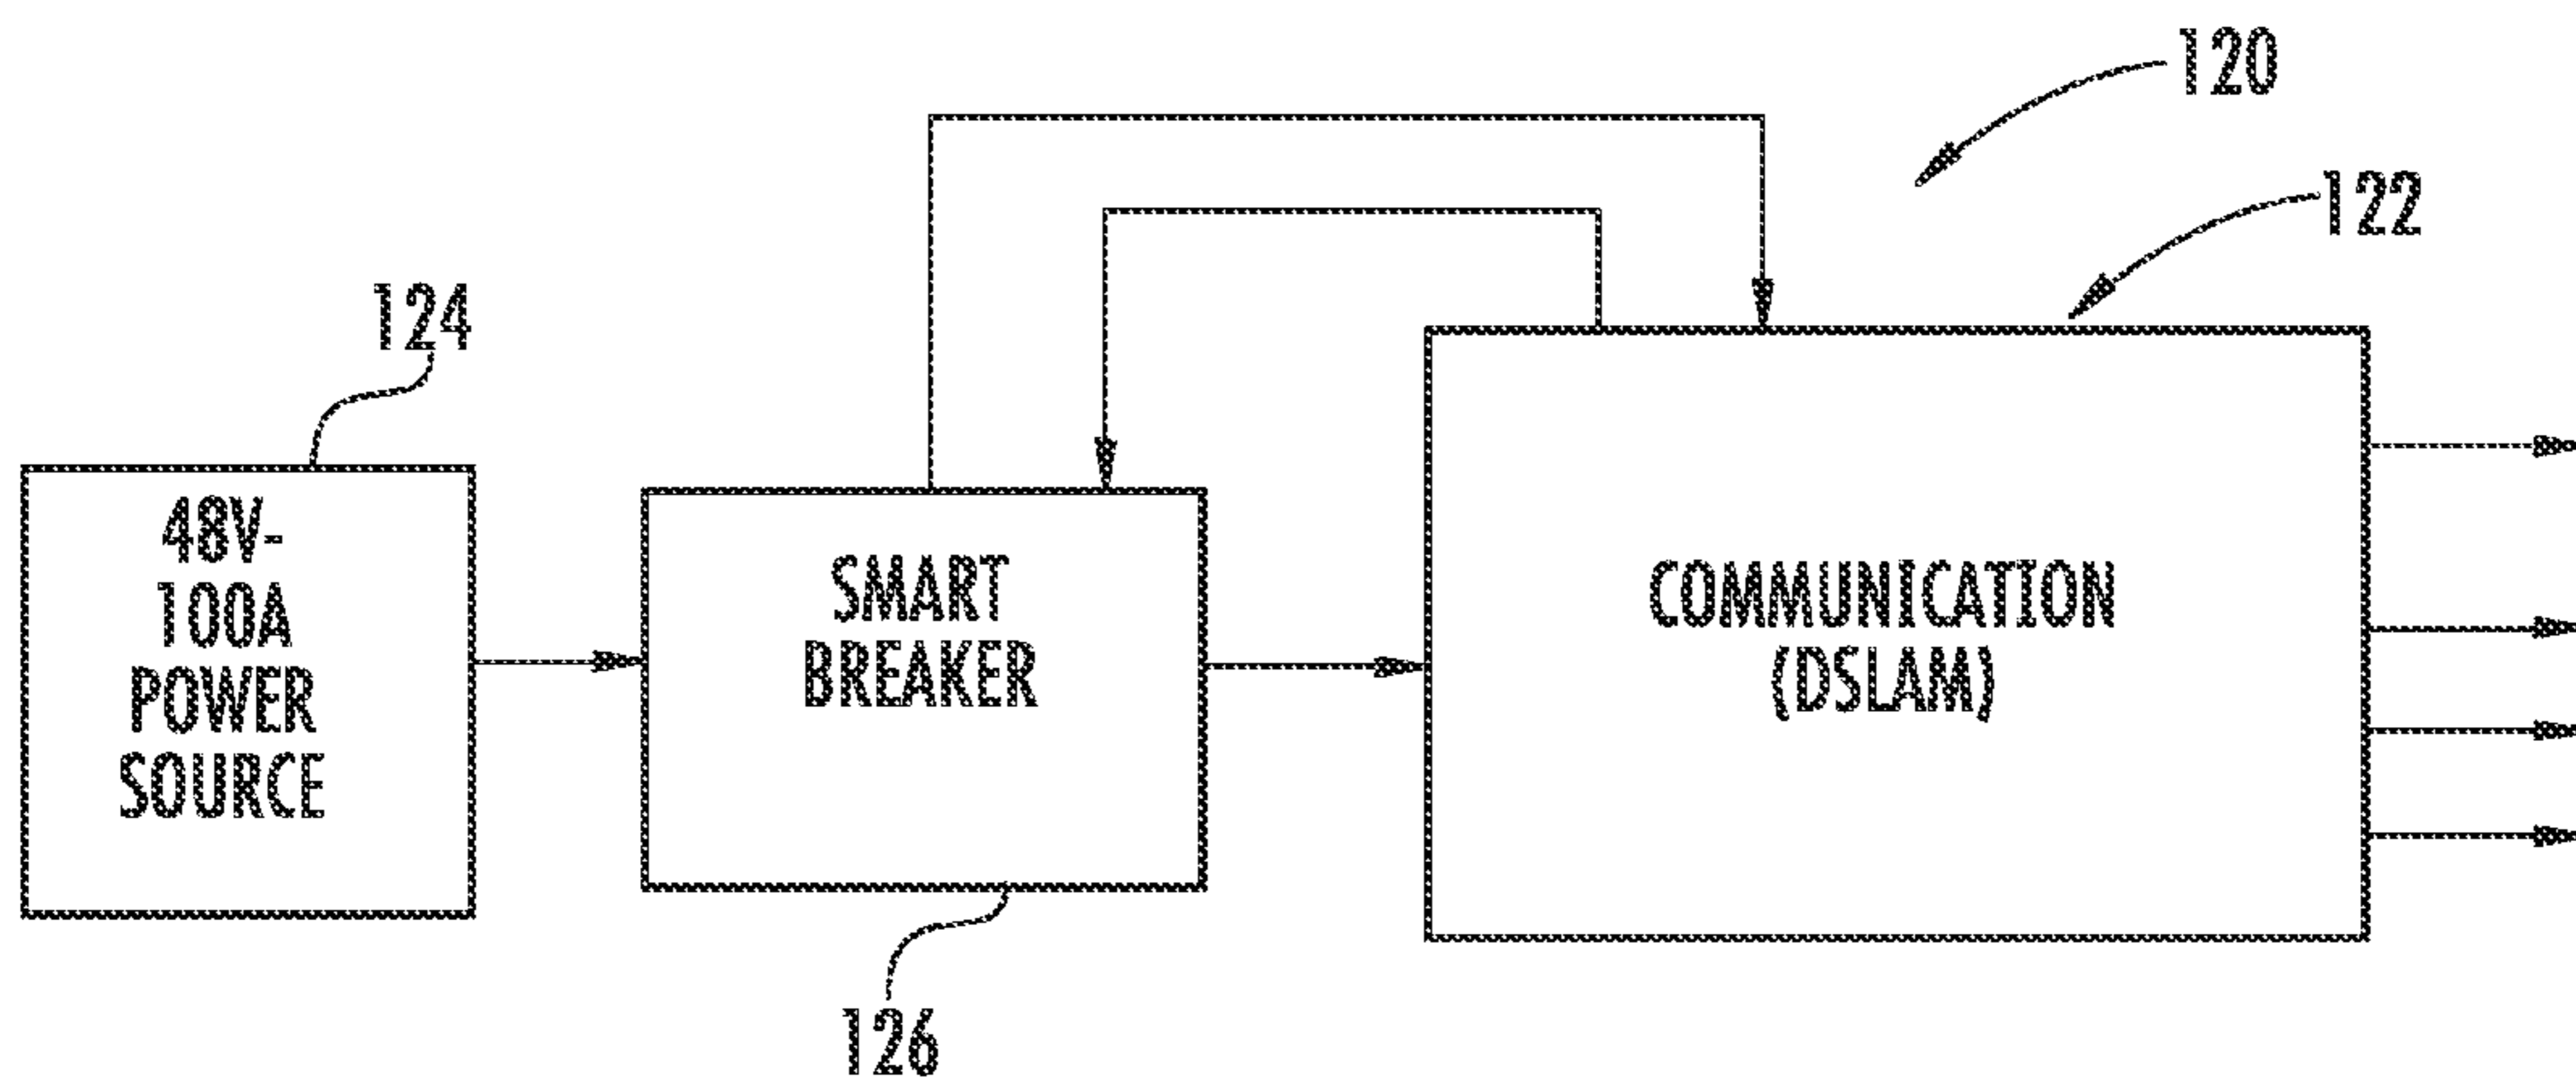 120
122
124
48V-
100A
POWER
SOURCE
SMART
BREAKER
COMMUNICATION
(DSLAM)
126